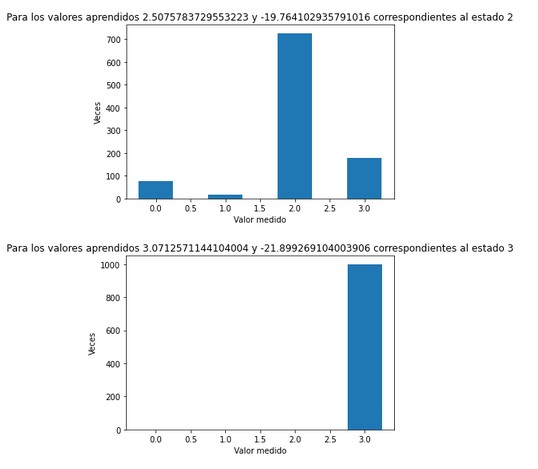 Para los valores aprendidos 2.5075783729553223 y -19.764102935791016 correspondientes al estado 2
700
600
500
400
300
200
100
0
Veces
0.0 0.5 1.0 1.5 2.0 2.5 3.0
Valor medido
Para los valores aprendidos 3.0712571144104004 y -21.899269104003906 correspondientes al estado 3
1000
800
600
400
200
0
Veces
0.0 0.5 1.0 1.5 2.0 2.5 3.0
Valor medido